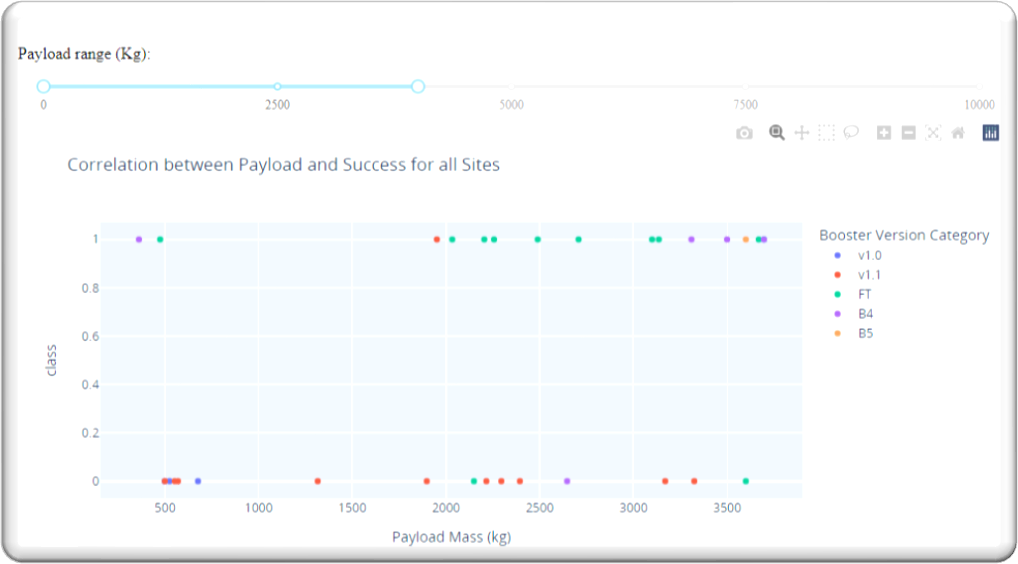 Payload range (Kg):
0 2500 5000 7500 10000
Correlation between Payload and Success for all Sites
Booster Version Category
v1.0
v1.1
FT
B4
B5
1
0.8
0.6
0.4
0.2
0
class
500 1000 1500 2000 2500 3000 3500
Payload Mass (kg)